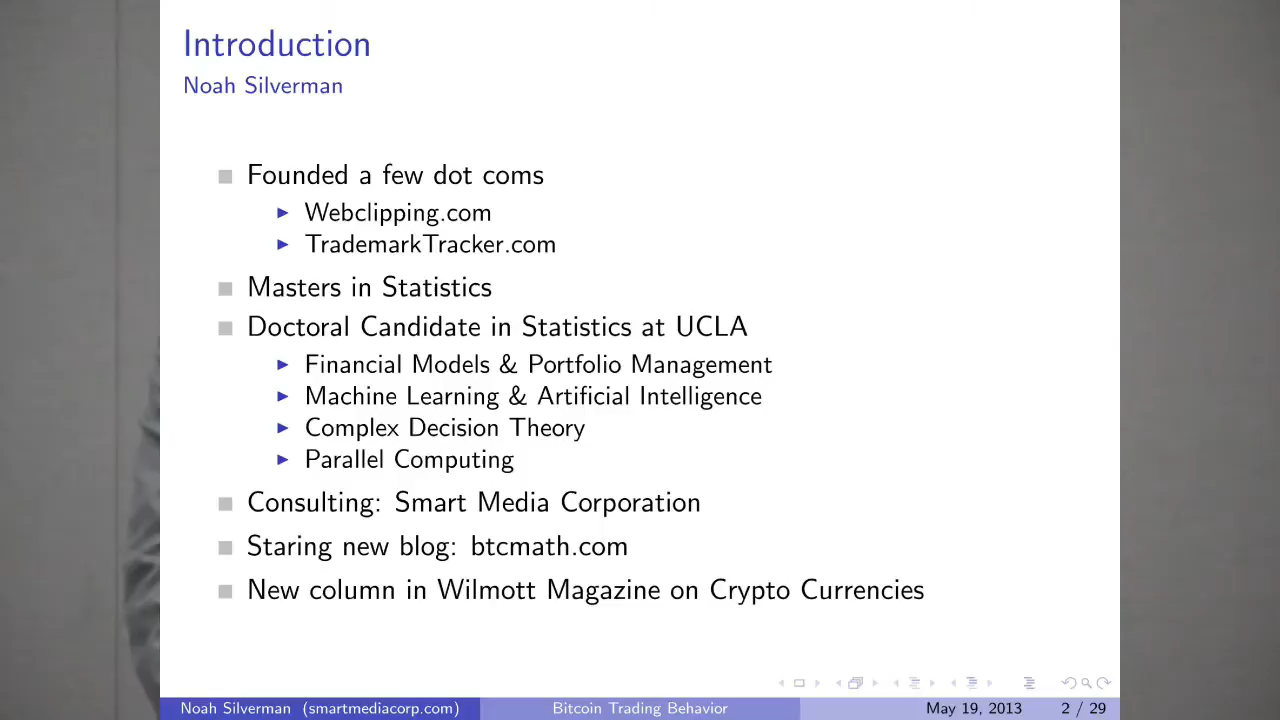 Introduction
Noah Silverman
Founded a few dot coms
Webclipping.com
TrademarkTracker.com
Masters in Statistics
Doctoral Candidate in Statistics at UCLA
Financial Models & Portfolio Management
Machine Learning & Artificial Intelligence
Complex Decision Theory
Parallel Computing
Consulting: Smart Media Corporation
Staring new blog: btcmath.com
New column in Wilmott Magazine on Crypto Currencies
Noah Silverman (smartmediacorp.com) Bitcoin Trading Behavior May 19, 2013 2 / 29